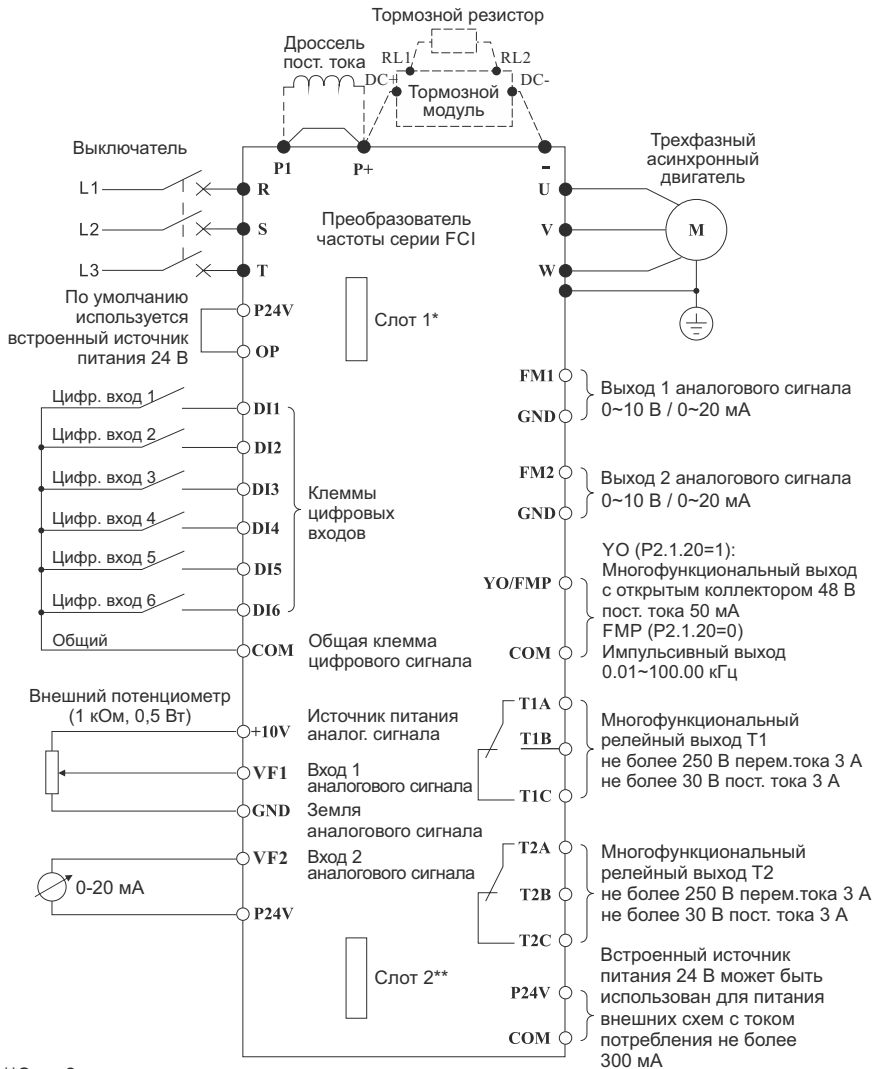 Тормозной резистор
Дроссель
пост. тока
RL1
RL2
DC+
DC-
Тормозной
модуль
Выключатель
P1
P+
-
Трехфазный
асинхронный
двигатель
L1
R
U
L2
S
V
M
L3
T
W
Преобразователь
частоты серии FCI
По умолчанию
используется
встроенный источник
питания 24 В
P24V
OP
Слот 1*
Цифр. вход 1
DI1
Цифр. вход 2
DI2
Цифр. вход 3
DI3
Цифр. вход 4
DI4
Цифр. вход 5
DI5
Цифр. вход 6
DI6
Клеммы
цифровых
входов
Общий
COM
Общая клемма
цифрового сигнала
Внешний потенциометр
(1 кОм, 0,5 Вт)
+10V
Источник питания
аналог. сигнала
VF1
Вход 1
аналогового сигнала
GND
Земля
аналогового сигнала
VF2
Вход 2
аналогового сигнала
0-20 мА
P24V
Слот 2**
FM1
GND
Выход 1 аналогового сигнала
0~10 В / 0~20 мА
FM2
GND
Выход 2 аналогового сигнала
0~10 В / 0~20 мА
YO/FMP
COM
YO (P2.1.20=1):
Многофункциональный выход
с открытым коллектором 48 В
пост. тока 50 мА
FMP (P2.1.20=0)
Импульсивный выход
0.01~100.00 кГц
T1A
T1B
T1C
Многофункциональный
релейный выход T1
не более 250 В перем.тока 3 А
не более 30 В пост. тока 3 А
T2A
T2B
T2C
Многофункциональный
релейный выход T2
не более 250 В перем.тока 3 А
не более 30 В пост. тока 3 А
P24V
COM
Встроенный источник
питания 24 В может быть
использован для питания
внешних схем с током
потребления не более
300 мА